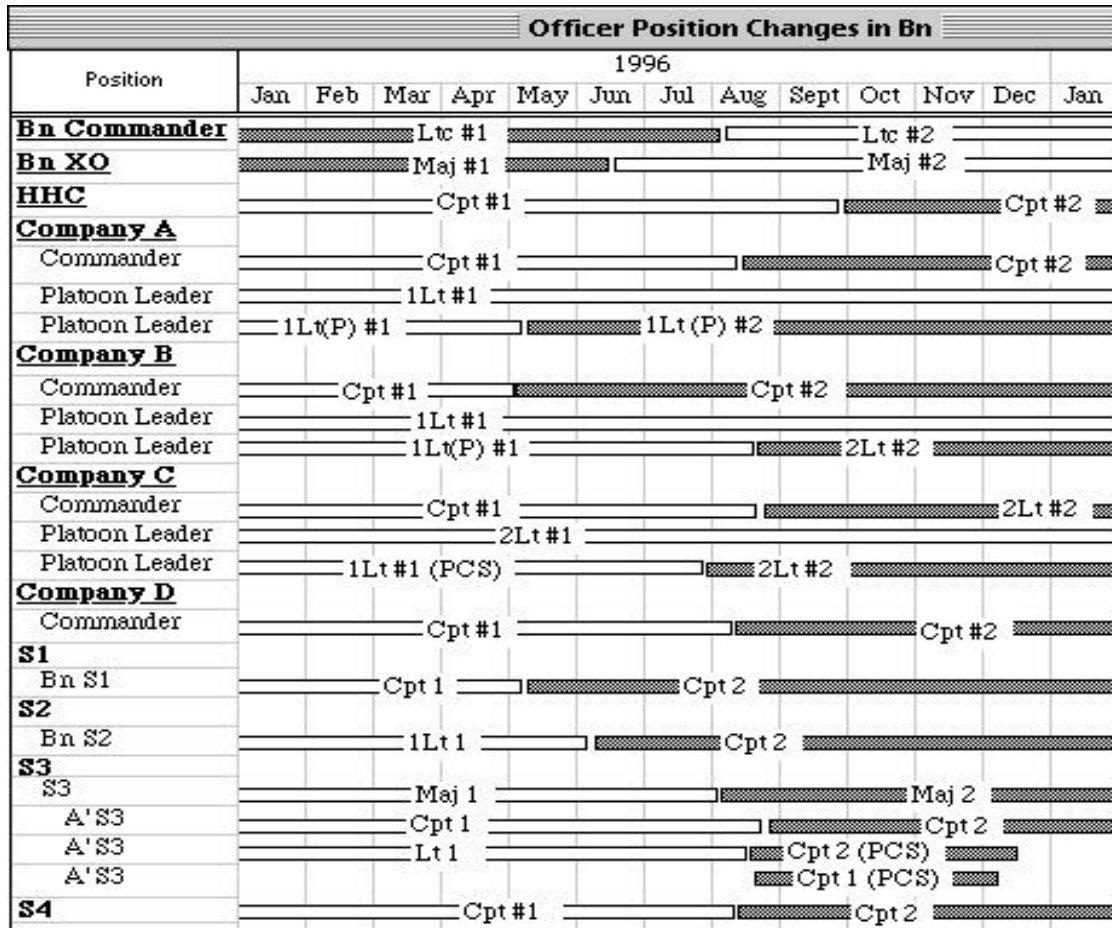 Officer Position Changes in Bn
Position
1996
Jan Feb Mar Apr May Jun Jul Aug Sept Oct Nov Dec Jan
Bn Commander Ltc #1 Ltc #2
Bn XO Maj #1 Maj #2
HHC Cpt #1 Cpt #2
Company A
Commander Cpt #1 Cpt #2
Platoon Leader 1Lt #1
Platoon Leader 1Lt(P) #1 1Lt (P) #2
Company B
Commander Cpt #1 Cpt #2
Platoon Leader 1Lt #1
Platoon Leader 1Lt(P) #1 2Lt #2
Company C
Commander Cpt #1 2Lt #2
Platoon Leader 2Lt #1
Platoon Leader 1Lt #1 (PCS) 2Lt #2
Company D
Commander Cpt #1 Cpt #2
S1
Bn S1 Cpt 1 Cpt 2
S2
Bn S2 1Lt 1 Cpt 2
S3
S3 Maj 1 Maj 2
A'S3 Cpt 1 Cpt 2
A'S3 Lt 1 Cpt 2 (PCS)
A'S3 Cpt 1 (PCS)
S4 Cpt #1 Cpt 2